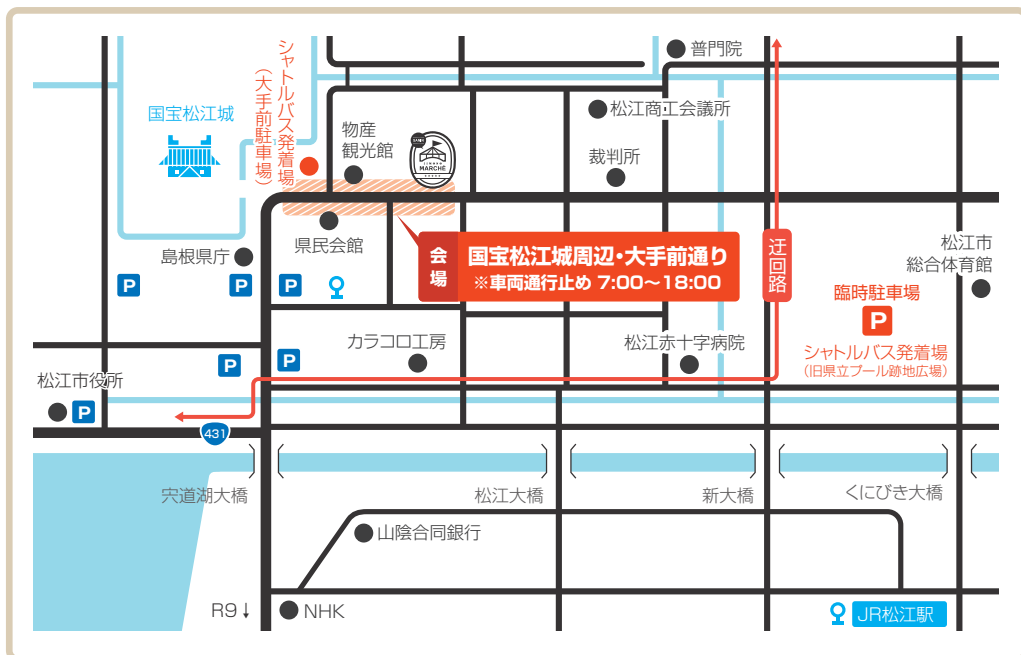 普門院
シャトルバス発着場
(大手前駐車場)
国宝松江城
松江商工会議所
物産
観光館
MARCHÉ
裁判所
県民会館
島根県庁
会場
国宝松江城周辺・大手前通り
※車両通行止め 7:00〜18:00
迂回路
松江市
総合体育館
P
P
P
臨時駐車場
P
シャトルバス発着場
(旧県立プール跡地広場)
カラコロ工房
松江赤十字病院
P
P
松江市役所
P
431
宍道湖大橋
松江大橋
新大橋
くにびき大橋
山陰合同銀行
R9↓
NHK
JR松江駅